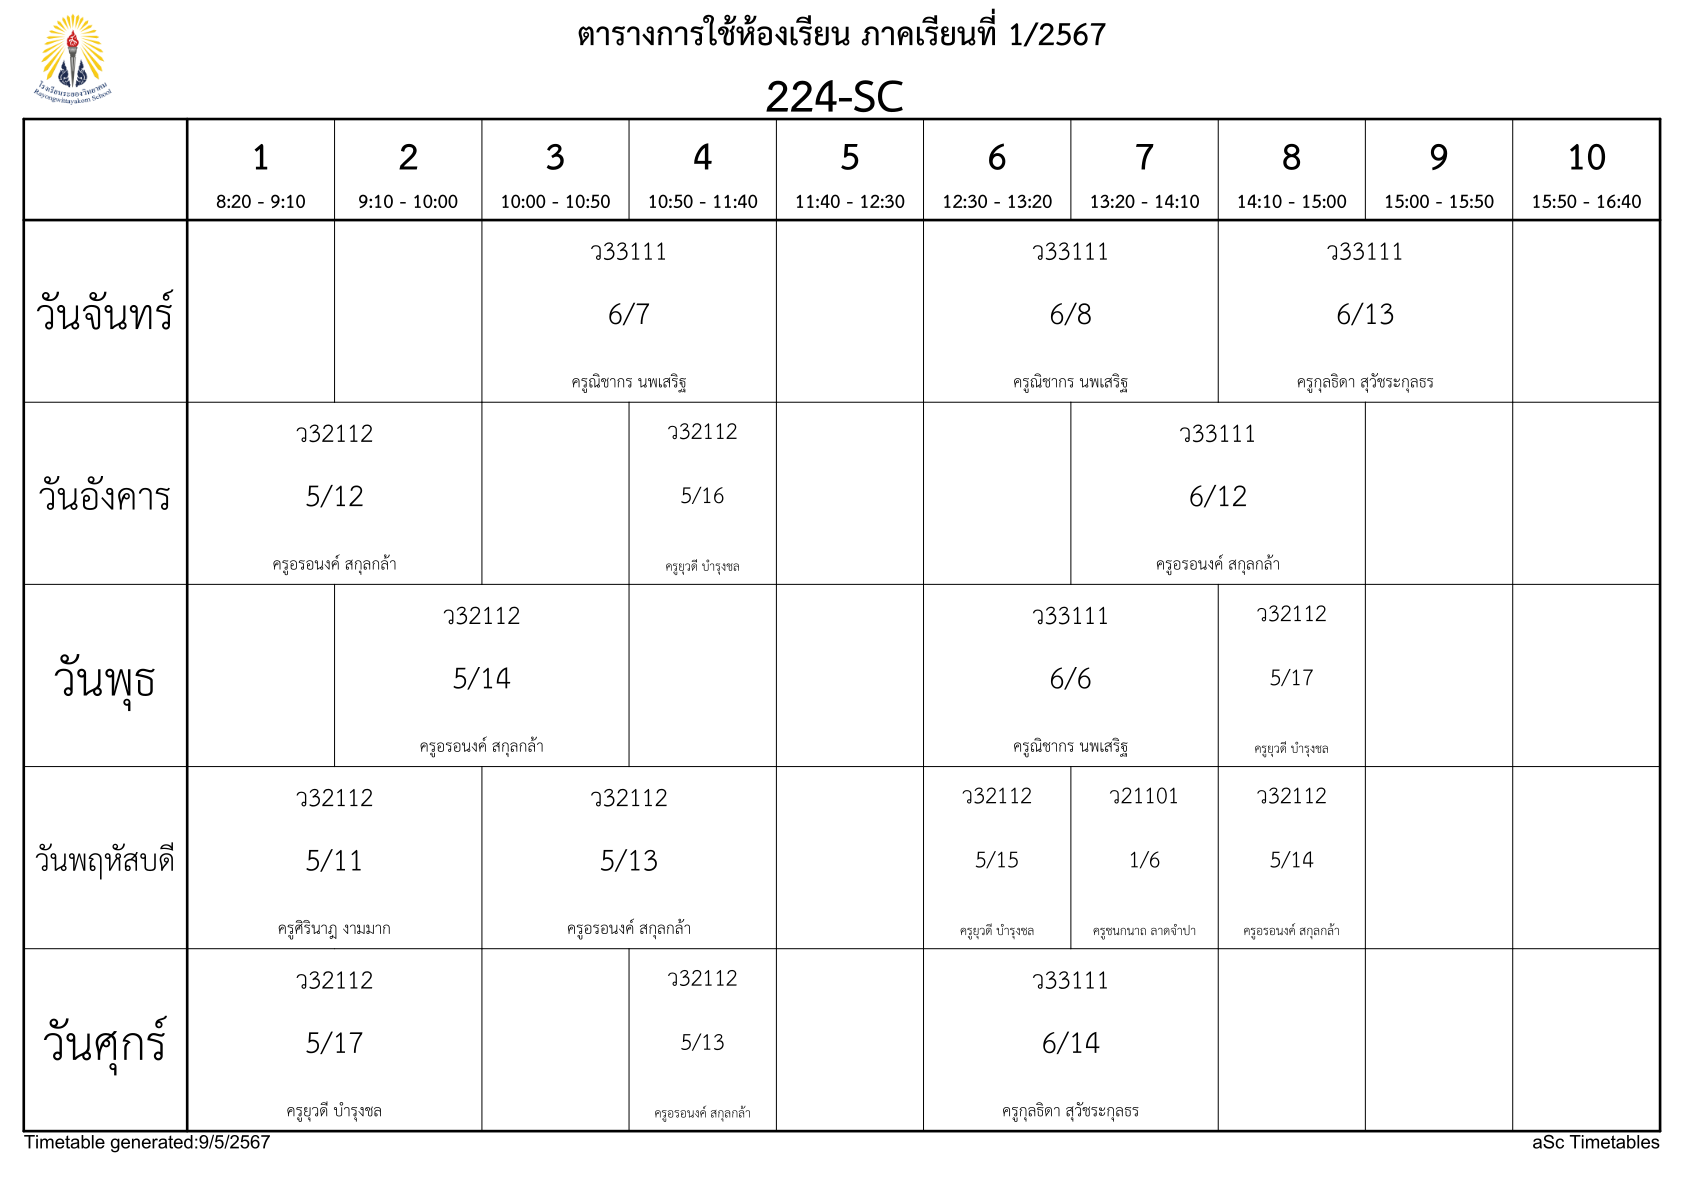 ตารางการใช้ห้องเรียน ภาคเรียนที่ 1/2567
224-SC
โรงเรียนระยองวิทยาคม
Rayongwittayakom School
1 2 3 4 5 6 7 8 9 10
8:20 - 9:10 9:10 - 10:00 10:00 - 10:50 10:50 - 11:40 11:40 - 12:30 12:30 - 13:20 13:20 - 14:10 14:10 - 15:00 15:00 - 15:50 15:50 - 16:40
วันจันทร์
ว33111 ว33111 ว33111
6/7 6/8 6/13
ครูณิชากร นพเสริฐ ครูณิชากร นพเสริฐ ครูกุลธิดา สุวัชระกุลธร
วันอังคาร
ว32112 ว32112 ว33111
5/12 5/16 6/12
ครูอรอนงค์ สกุลกล้า ครูยุวดี บำรุงชล ครูอรอนงค์ สกุลกล้า
วันพุธ
ว32112 ว33111 ว32112
5/14 6/6 5/17
ครูอรอนงค์ สกุลกล้า ครูณิชากร นพเสริฐ ครูยุวดี บำรุงชล
วันพฤหัสบดี
ว32112 ว32112 ว32112 ว21101 ว32112
5/11 5/13 5/15 1/6 5/14
ครูศิรินาฎ งามมาก ครูอรอนงค์ สกุลกล้า ครูยุวดี บำรุงชล ครูชนกนาถ ลาดจำปา ครูอรอนงค์ สกุลกล้า
วันศุกร์
ว32112 ว32112 ว33111
5/17 5/13 6/14
ครูยุวดี บำรุงชล ครูอรอนงค์ สกุลกล้า ครูกุลธิดา สุวัชระกุลธร
Timetable generated:9/5/2567 aSc Timetables